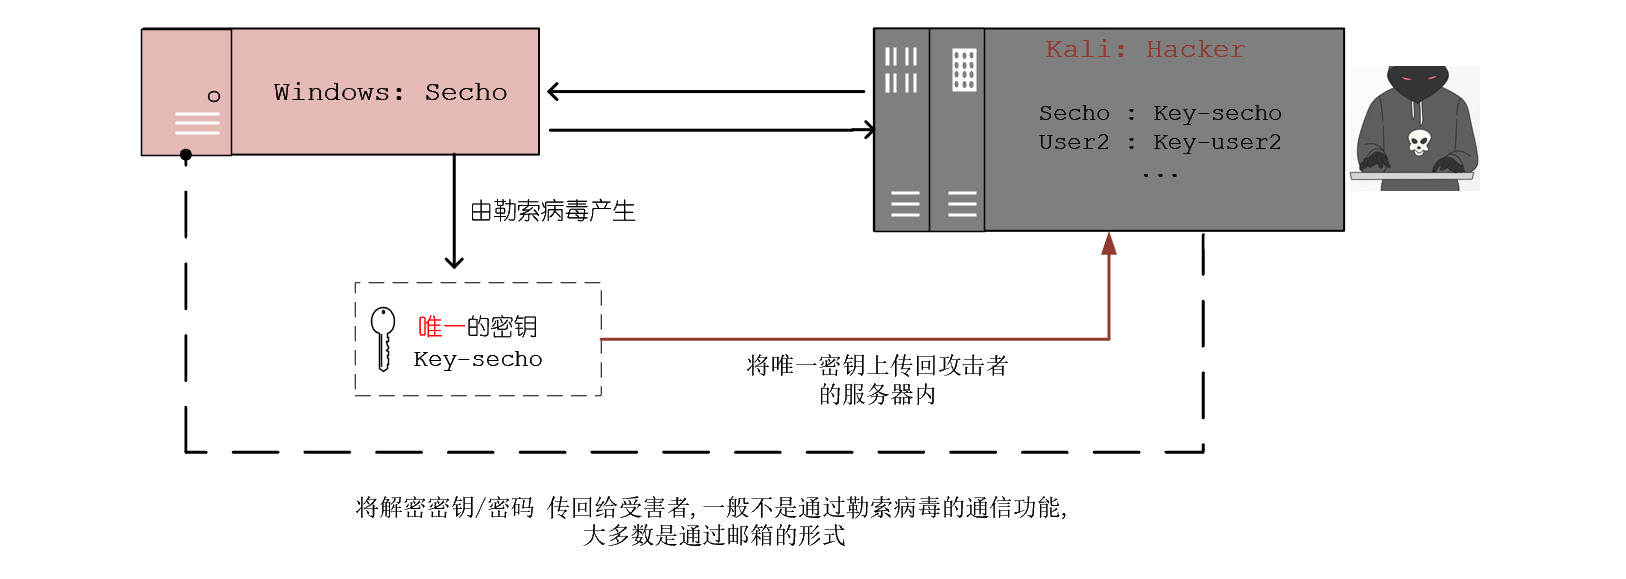 Windows: Secho
Kali: Hacker
Secho : Key-secho
User2 : Key-user2
...
由勒索病毒产生
唯一的密钥
Key-secho
将唯一密钥上传回攻击者
的服务器内
将解密密钥/密码 传回给受害者,一般不是通过勒索病毒的通信功能,
大多数是通过邮箱的形式